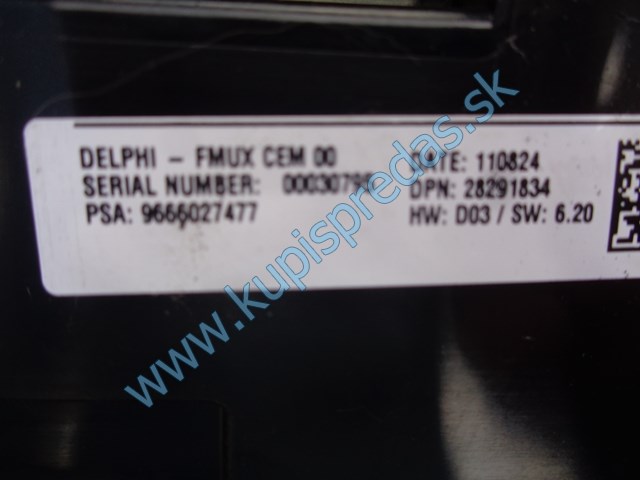 DELPHI - FMUX CEM 00
SERIAL NUMBER:
PSA: 9666027477
DATE: 110824
DPN: 28291834
HW: D03 / SW: 6.20
www.kupispredas.sk